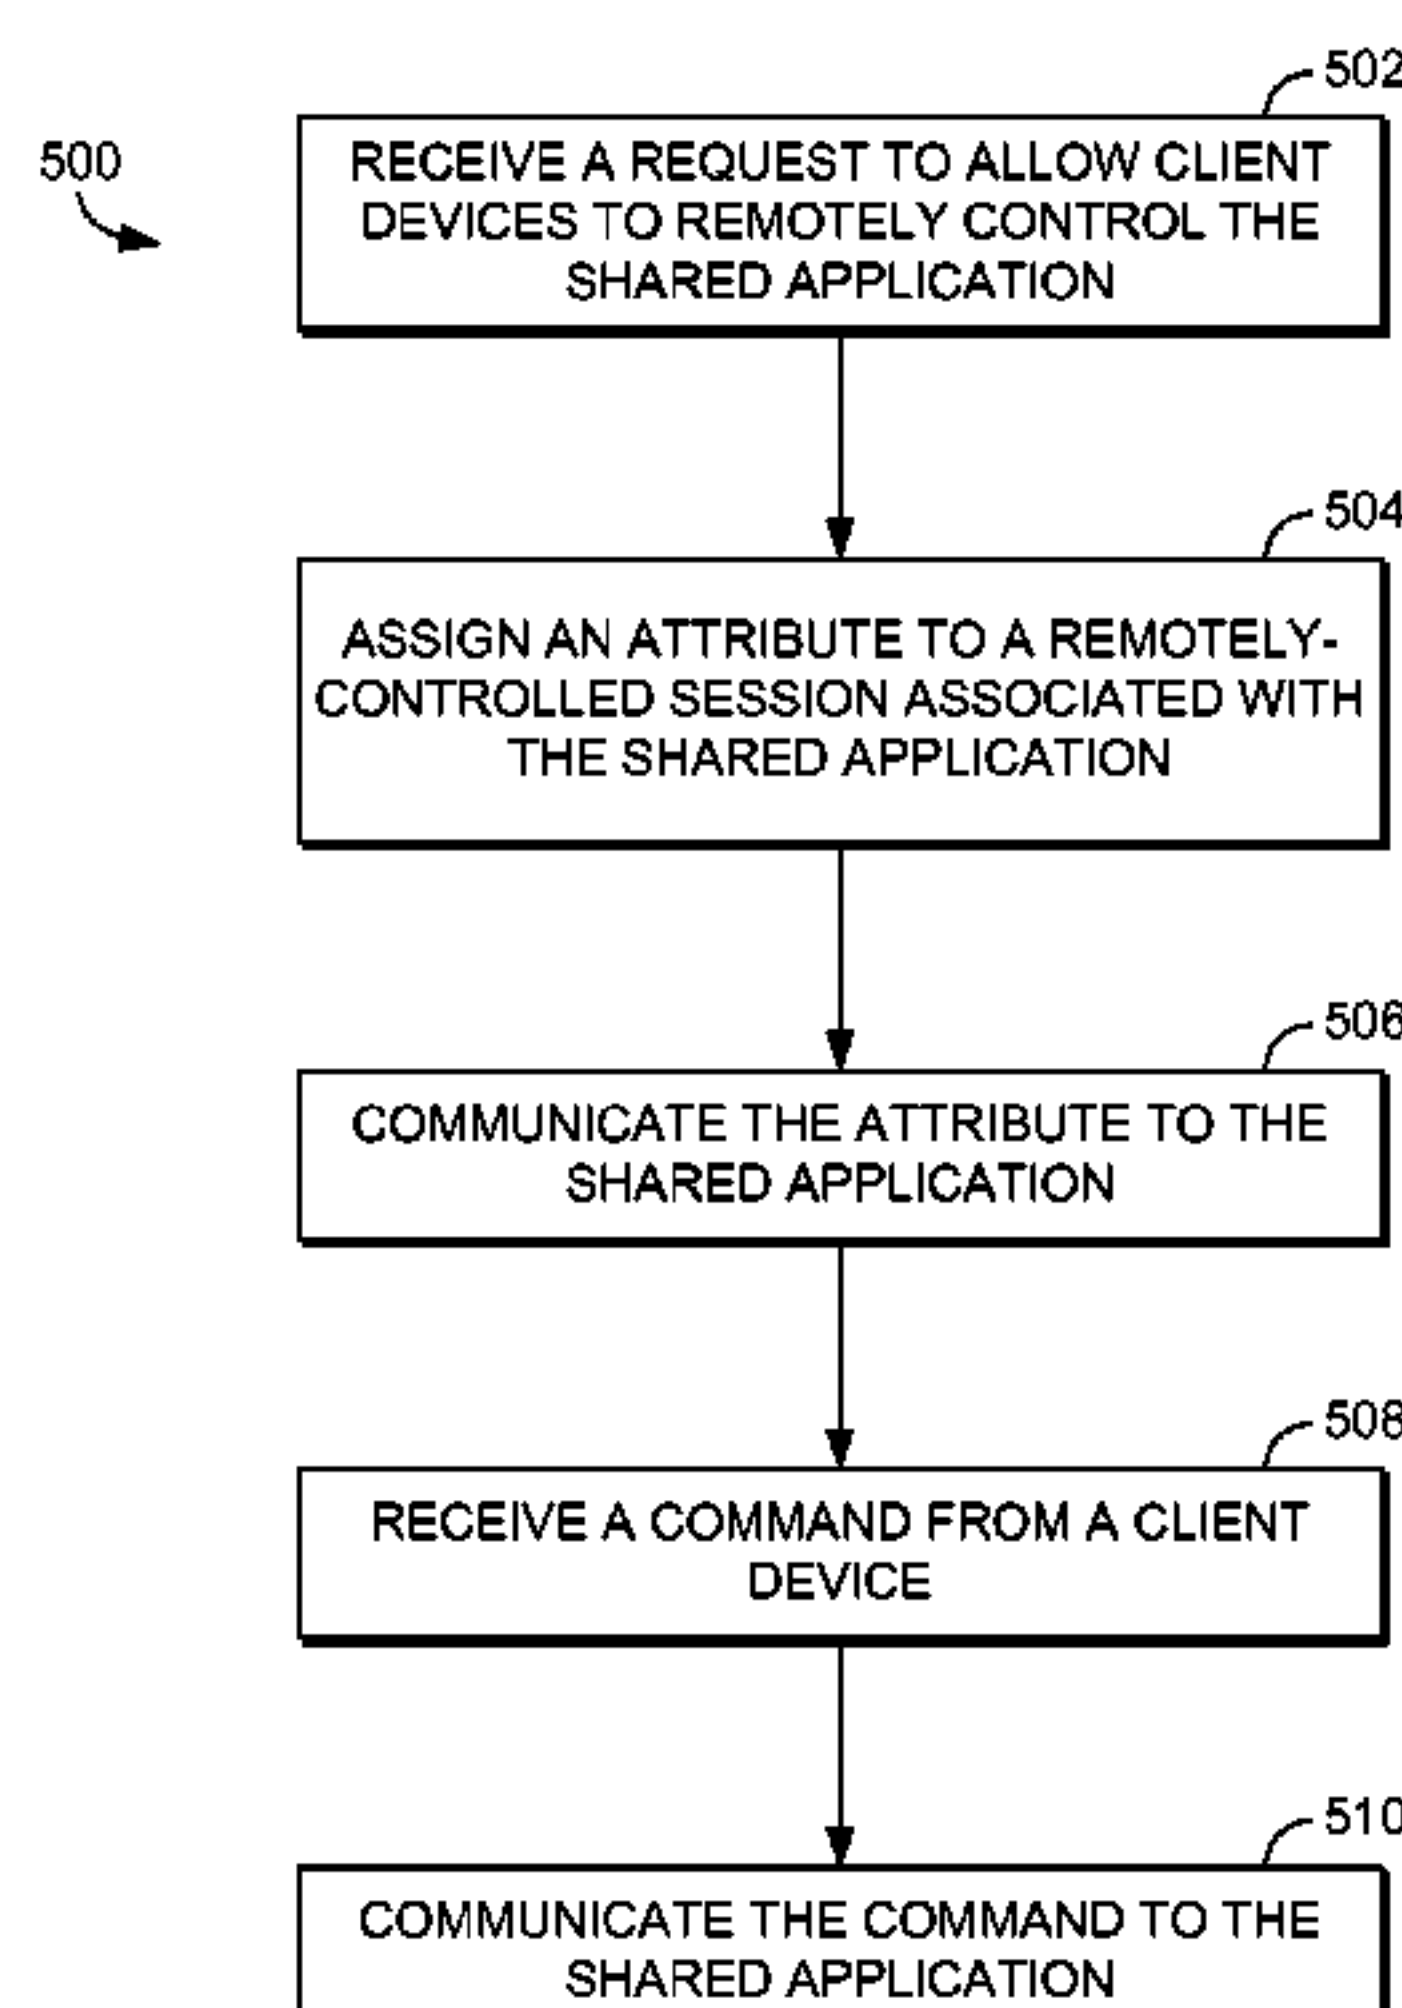 502
500
RECEIVE A REQUEST TO ALLOW CLIENT
DEVICES TO REMOTELY CONTROL THE
SHARED APPLICATION
504
ASSIGN AN ATTRIBUTE TO A REMOTELY-
CONTROLLED SESSION ASSOCIATED WITH
THE SHARED APPLICATION
506
COMMUNICATE THE ATTRIBUTE TO THE
SHARED APPLICATION
508
RECEIVE A COMMAND FROM A CLIENT
DEVICE
510
COMMUNICATE THE COMMAND TO THE
SHARED APPLICATION